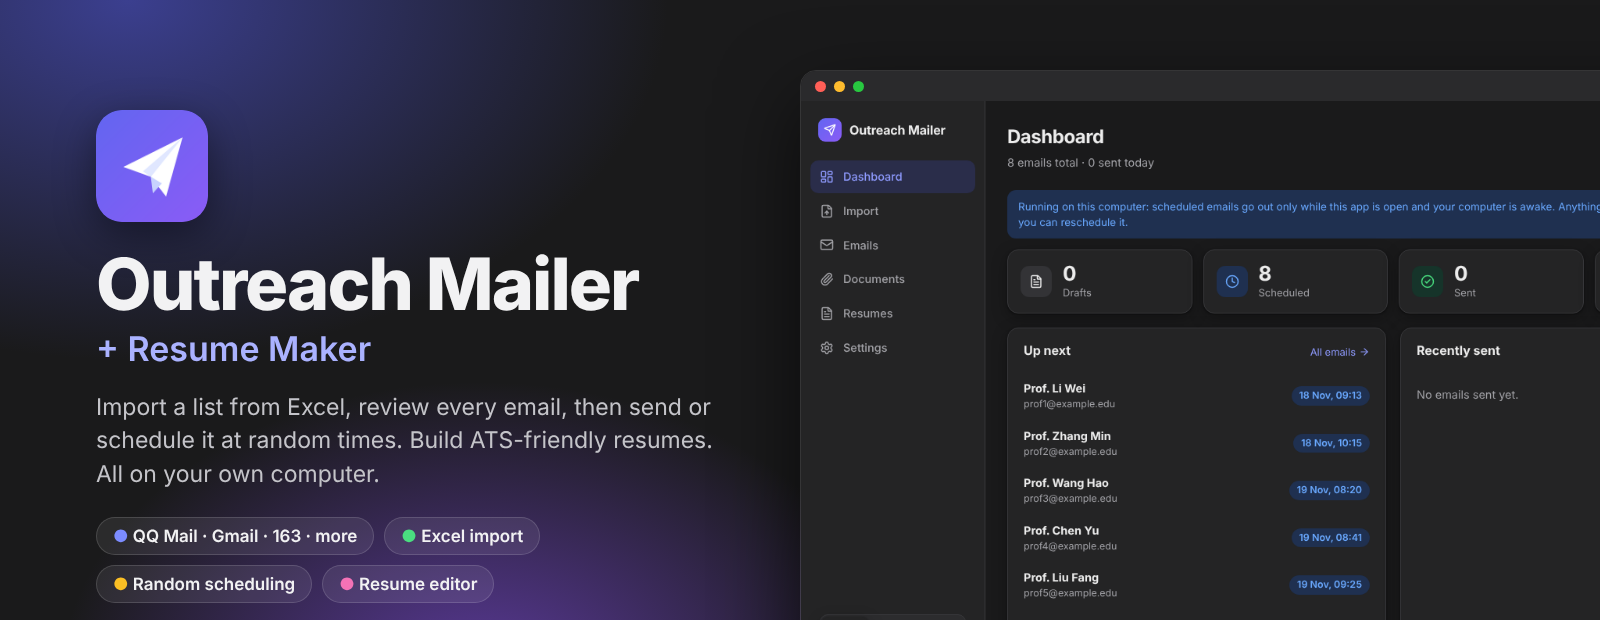 Outreach Mailer
+ Resume Maker
Import a list from Excel, review every email, then send or
schedule it at random times. Build ATS-friendly resumes.
All on your own computer.
QQ Mail · Gmail · 163 · more
Excel import
Random scheduling
Resume editor
Outreach Mailer
Dashboard
Import
Emails
Documents
Resumes
Settings
Dashboard
8 emails total · 0 sent today
Running on this computer: scheduled emails go out only while this app is open and your computer is awake. Anything
you can reschedule it.
0
Drafts
8
Scheduled
0
Sent
Up next
All emails →
Prof. Li Wei
prof1@example.edu
18 Nov, 09:13
Prof. Zhang Min
prof2@example.edu
18 Nov, 10:15
Prof. Wang Hao
prof3@example.edu
19 Nov, 08:20
Prof. Chen Yu
prof4@example.edu
19 Nov, 08:41
Prof. Liu Fang
prof5@example.edu
19 Nov, 09:25
Recently sent
No emails sent yet.